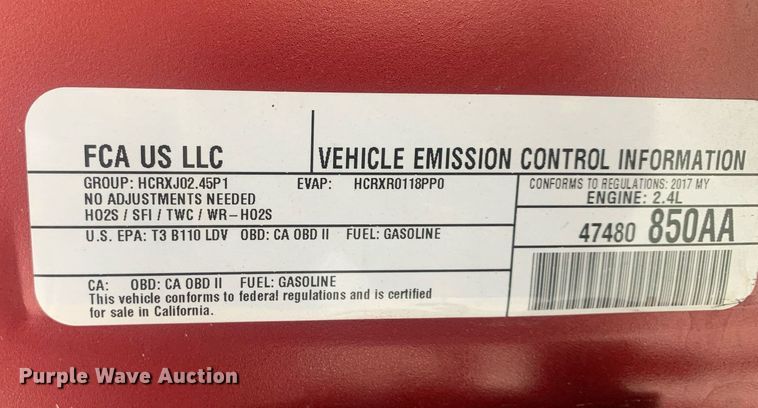 FCA US LLC
VEHICLE EMISSION CONTROL INFORMATION
GROUP: HCRXJ02.45P1 EVAP: HCRXR0118PP0
NO ADJUSTMENTS NEEDED
HO2S / SFI / TWC / WR-HO2S
CONFORMS TO REGULATIONS: 2017 MY
ENGINE: 2.4L
U.S. EPA: T3 B110 LDV OBD: CA OBD II FUEL: GASOLINE
47480 850AA
CA: OBD: CA OBD II FUEL: GASOLINE
This vehicle conforms to federal regulations and is certified
for sale in California.
Purple Wave Auction